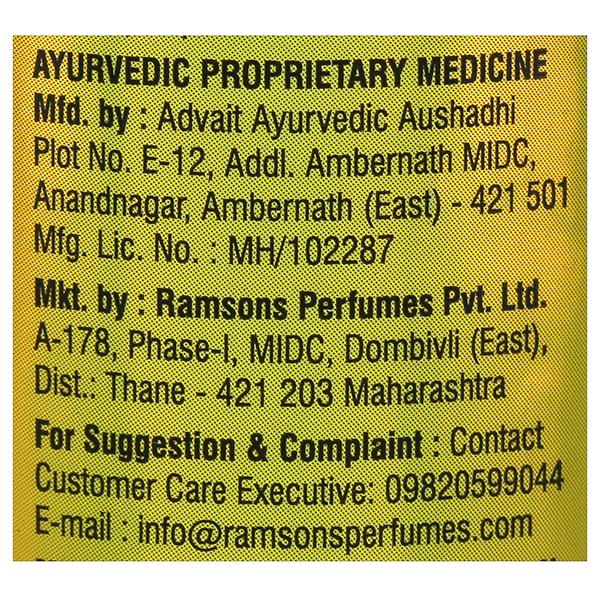 AYURVEDIC PROPRIETARY MEDICINE
Mfd. by : Advait Ayurvedic Aushadhi
Plot No. E-12, Addl. Ambernath MIDC,
Anandnagar, Ambernath (East) - 421 501
Mfg. Lic. No. : MH/102287
Mkt. by : Ramsons Perfumes Pvt. Ltd.
A-178, Phase-I, MIDC, Dombivli (East),
Dist.: Thane - 421 203 Maharashtra
For Suggestion & Complaint : Contact
Customer Care Executive: 09820599044
E-mail : info@ramsonsperfumes.com